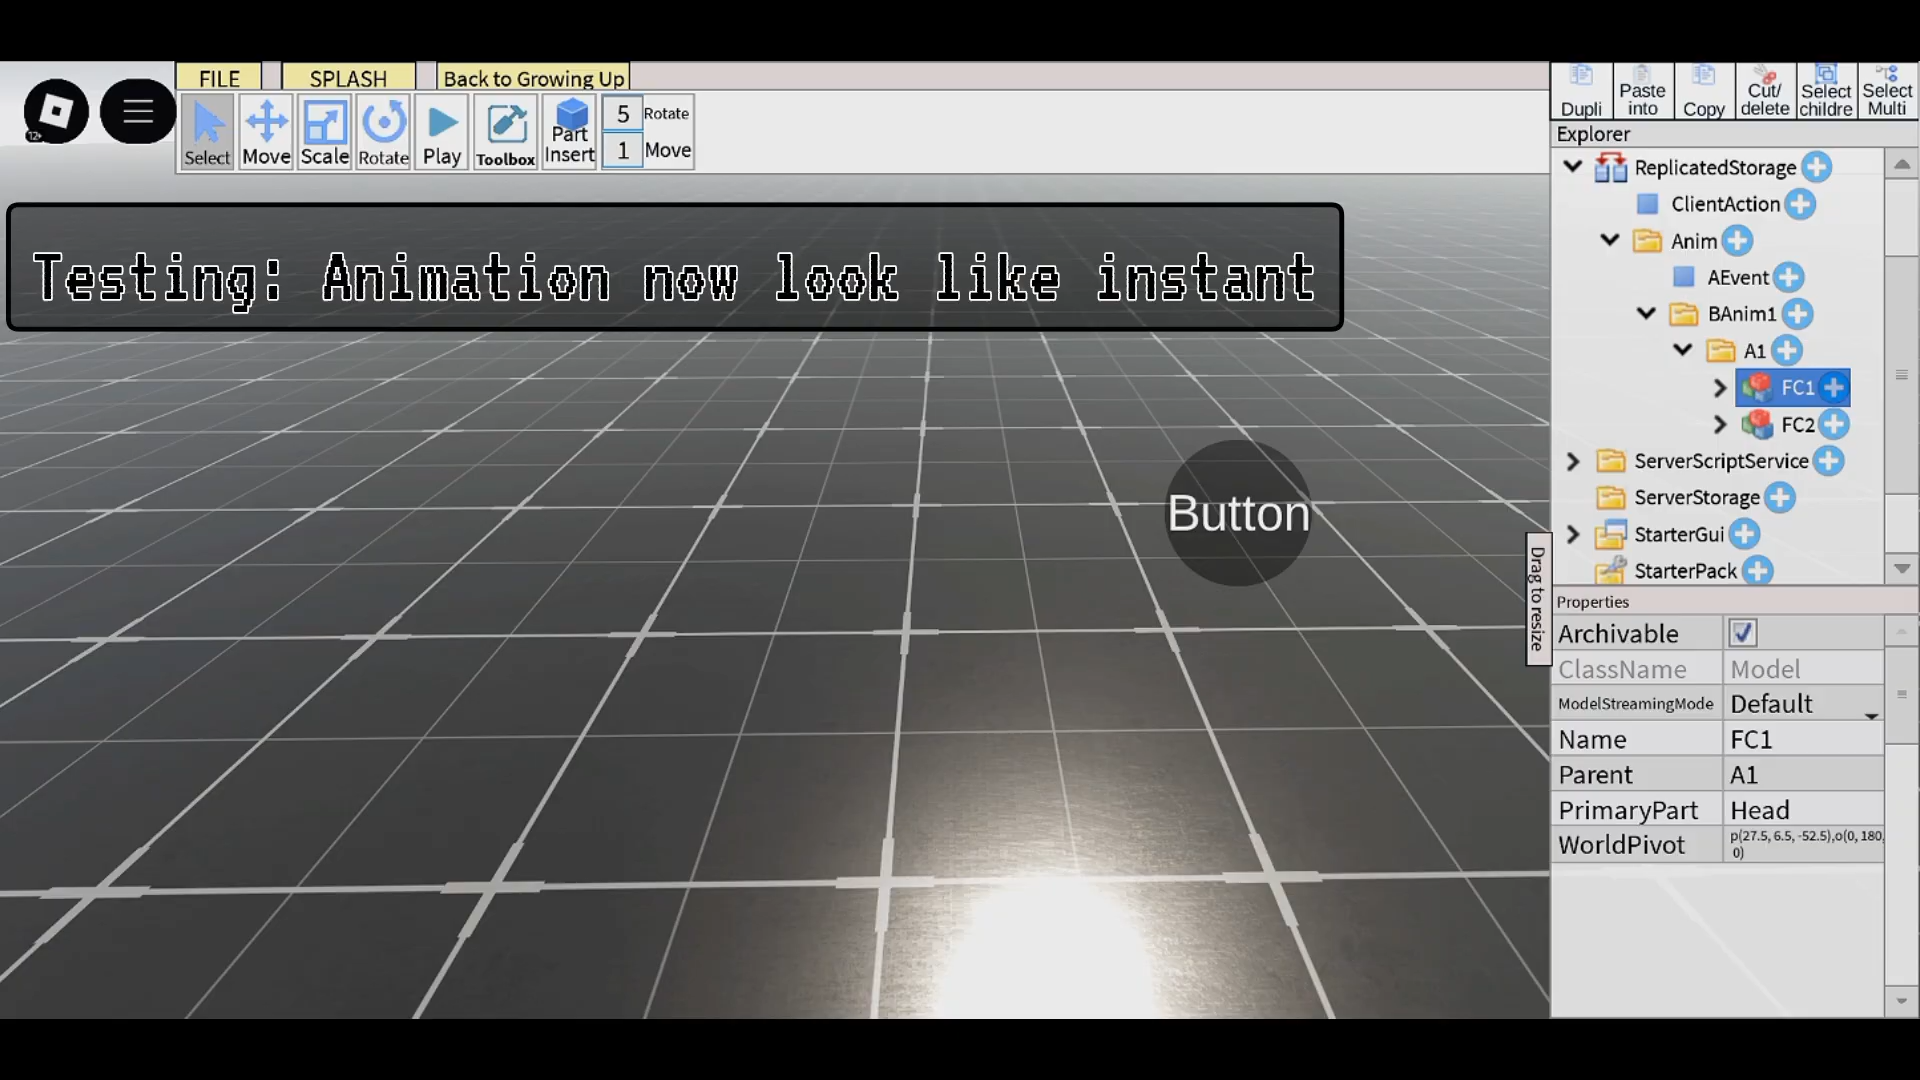 FILE
SPLASH
Back to Growing Up
12+
Select
Move
Scale
Rotate
Play
Toolbox
Part
Insert
5
Rotate
1
Move
Testing: Animation now look like instant
Button
Drag to resize
Dupli
Paste
into
Copy
Cut/
delete
Select
childre
Select
Multi
Explorer
ReplicatedStorage
ClientAction
Anim
AEvent
BAnim1
A1
FC1
FC2
ServerScriptService
ServerStorage
StarterGui
StarterPack
Properties
Archivable
ClassName Model
ModelStreamingMode Default
Name FC1
Parent A1
PrimaryPart Head
WorldPivot p(27.5, 6.5, -52.5),o(0, 180,
0)